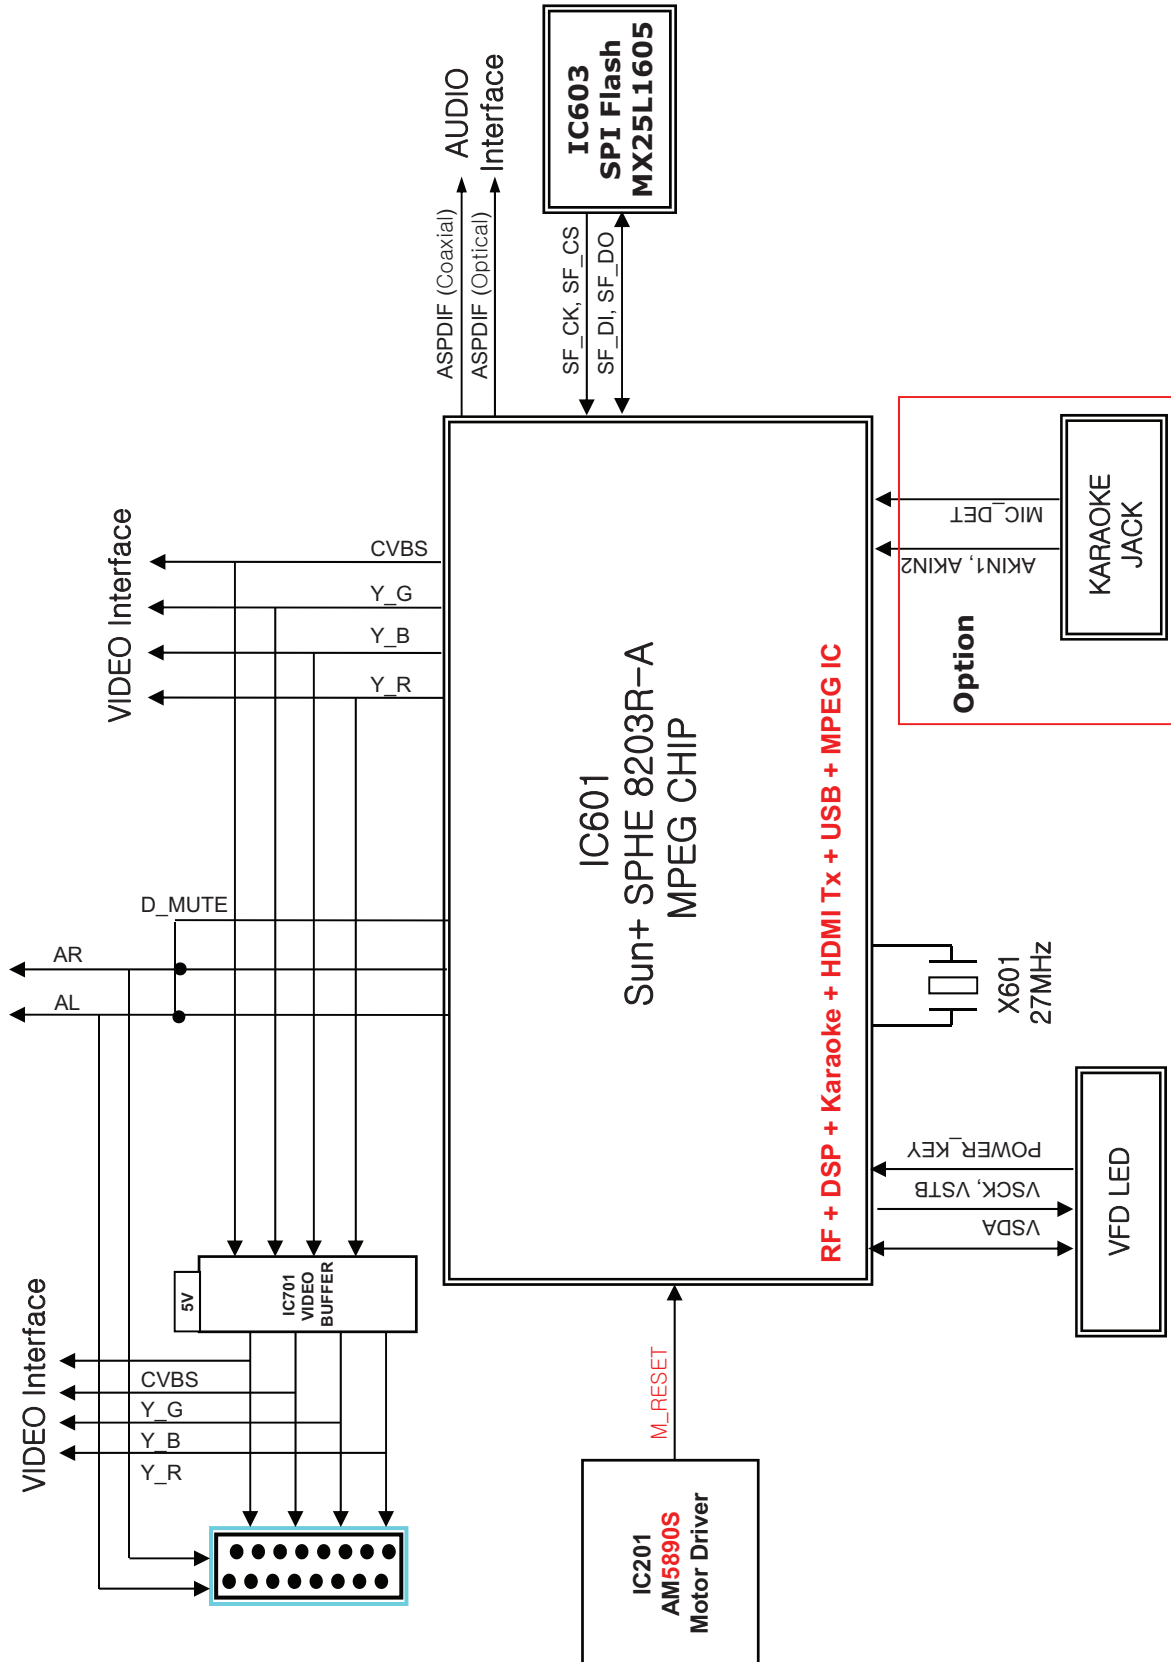 AUDIO
Interface
ASPDIF (Coaxial)
ASPDIF (Optical)
IC603
SPI Flash
MX25L1605
SF_CK, SF_CS
SF_DI, SF_DO
VIDEO Interface
CVBS
Y_G
Y_B
Y_R
D_MUTE
AR
AL
IC601
Sun+ SPHE 8203R-A
MPEG CHIP
RF + DSP + Karaoke + HDMI Tx + USB + MPEG IC
MIC_DET
AKIN1, AKIN2
Option
KARAOKE
JACK
X601
27MHz
POWER_KEY
VSCK, VSTB
VSDA
VFD LED
5V
IC701
VIDEO
BUFFER
VIDEO Interface
CVBS
Y_G
Y_B
Y_R
M_RESET
IC201
AM5890S
Motor Driver